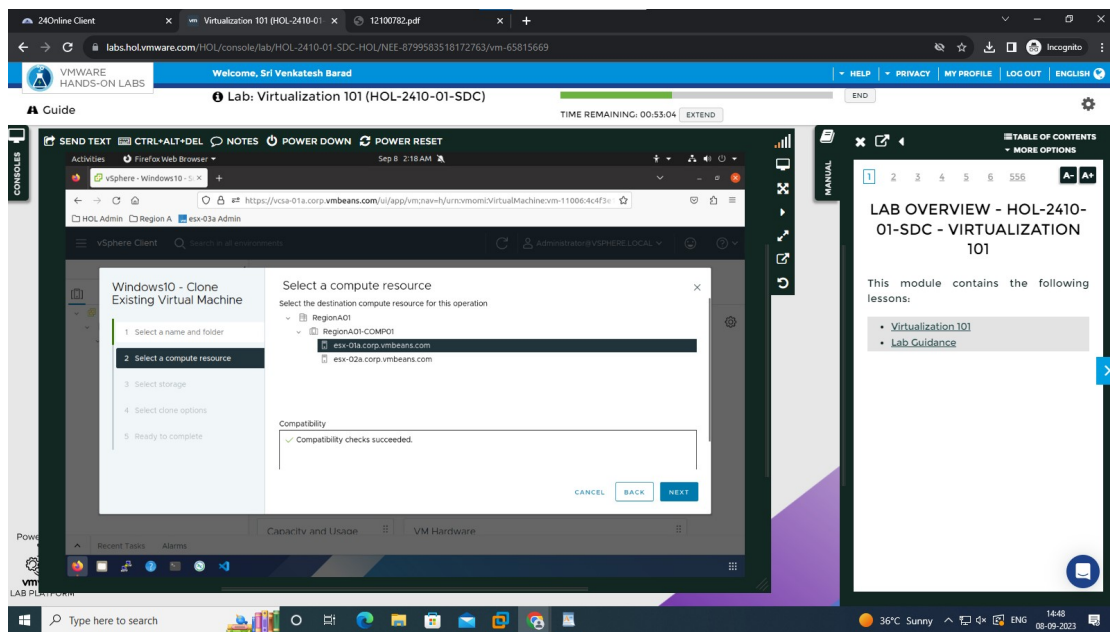 24Online Client
Virtualization 101 (HOL-2410-01
12100782.pdf
labs.hol.vmware.com/HOL/console/lab/HOL-2410-01-SDC-HOL/NEE-8799583518172763/vm-65815669
Incognito
VMWARE
HANDS-ON LABS
Welcome, Sri Venkatesh Barad
HELP PRIVACY MY PROFILE LOG OUT ENGLISH
Guide
Lab: Virtualization 101 (HOL-2410-01-SDC)
TIME REMAINING: 00:53:04 EXTEND
END
CONSOLES
SEND TEXT CTRL+ALT+DEL NOTES POWER DOWN POWER RESET
Activities Firefox Web Browser Sep 8 2:18 AM
vSphere - Windows10 - S
https://vcsa-01a.corp.vmbeans.com/ui/app/vm;nav=h/urn:vmomi:VirtualMachine:vm-11006:4c4f3e
HOL Admin Region A esx-03a Admin
vSphere Client Search in all environments Administrator@VSPHERE.LOCAL
Windows10 - Clone
Existing Virtual Machine
1 Select a name and folder
2 Select a compute resource
3 Select storage
4 Select clone options
5 Ready to complete
Select a compute resource
Select the destination compute resource for this operation
RegionA01
RegionA01-COMP01
esx-01a.corp.vmbeans.com
esx-02a.corp.vmbeans.com
Compatibility
Compatibility checks succeeded.
CANCEL BACK NEXT
Capacity and Usage VM Hardware
Recent Tasks Alarms
MANUAL
TABLE OF CONTENTS
MORE OPTIONS
1 2 3 4 5 6 556 A- A+
LAB OVERVIEW - HOL-2410-
01-SDC - VIRTUALIZATION
101
This module contains the following
lessons:
Virtualization 101
Lab Guidance
Powe
vm
LAB PLATFORM
Type here to search
36°C Sunny ENG 14:48
08-09-2023